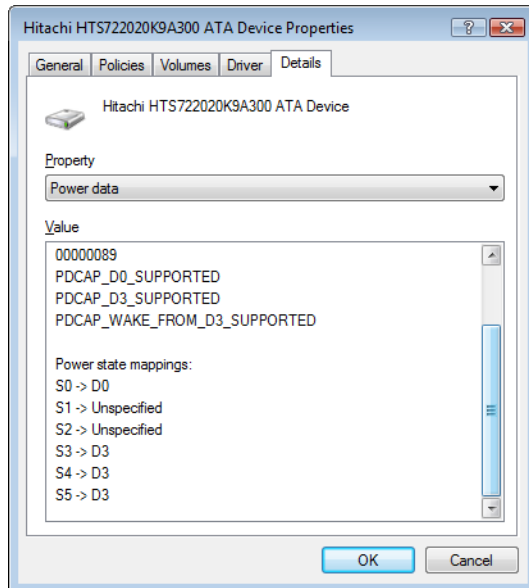 Hitachi HTS722020K9A300 ATA Device Properties
General Policies Volumes Driver Details
Hitachi HTS722020K9A300 ATA Device
Property
Power data
Value
00000089
PDCAP_D0_SUPPORTED
PDCAP_D3_SUPPORTED
PDCAP_WAKE_FROM_D3_SUPPORTED
Power state mappings:
S0 -> D0
S1 -> Unspecified
S2 -> Unspecified
S3 -> D3
S4 -> D3
S5 -> D3
OK Cancel